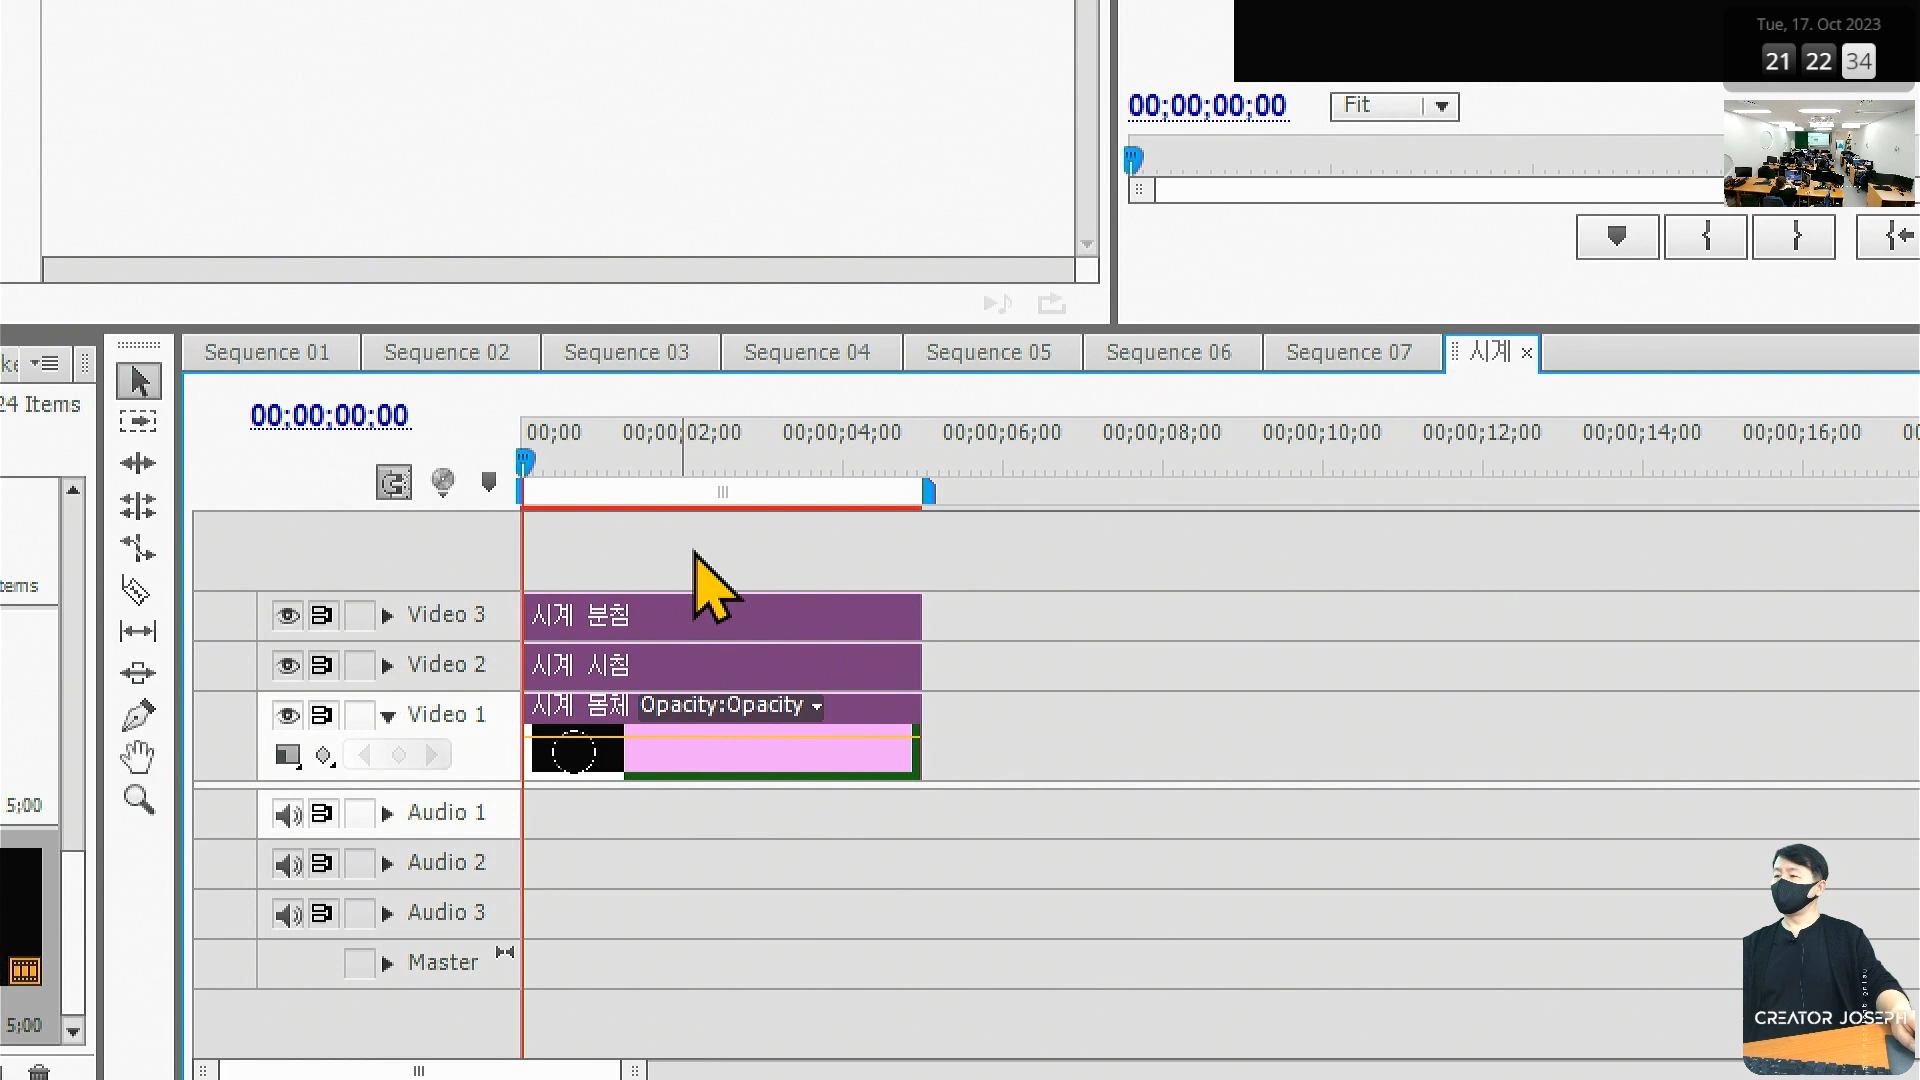 Tue, 17. Oct 2023
21 22 34
00;00;00;00
Fit
Sequence 01
Sequence 02
Sequence 03
Sequence 04
Sequence 05
Sequence 06
Sequence 07
시계
24 Items
00;00;00;00
00;00
00;00;02;00
00;00;04;00
00;00;06;00
00;00;08;00
00;00;10;00
00;00;12;00
00;00;14;00
00;00;16;00
Video 3
시계 분침
Video 2
시계 시침
Video 1
시계 몸체 Opacity:Opacity
5;00
Audio 1
Audio 2
Audio 3
Master
5;00
CREATOR JOSEPH